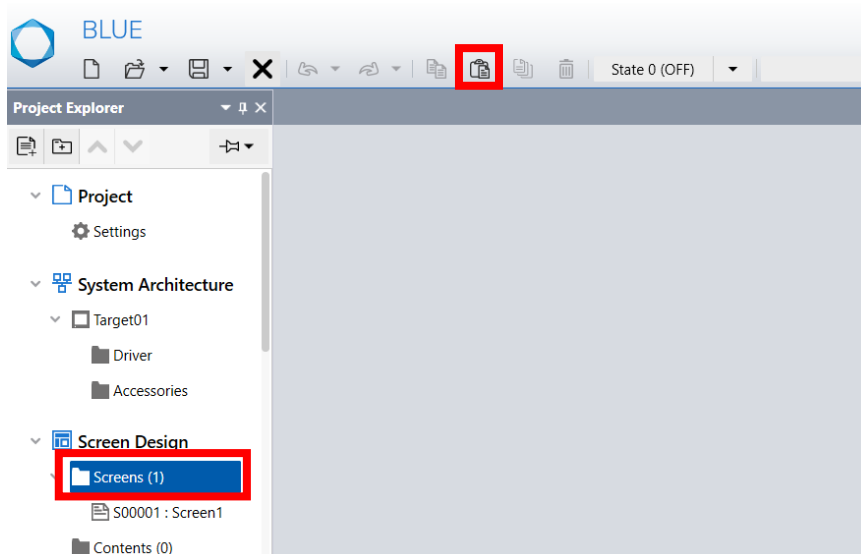 BLUE
State 0 (OFF)
Project Explorer
Project
Settings
System Architecture
Target01
Driver
Accessories
Screen Design
Screens (1)
S00001 : Screen1
Contents (0)